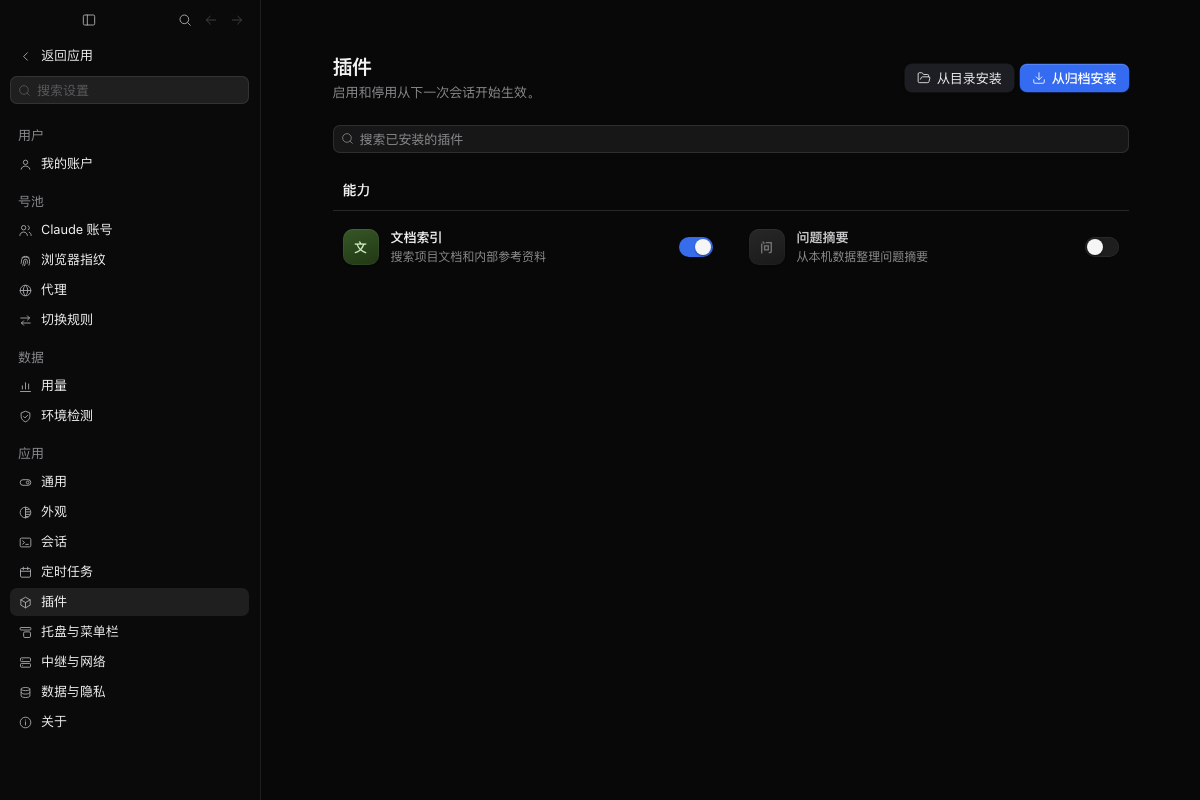 返回应用
搜索设置
用户
我的账户
号池
Claude 账号
浏览器指纹
代理
切换规则
数据
用量
环境检测
应用
通用
外观
会话
定时任务
插件
托盘与菜单栏
中继与网络
数据与隐私
关于
插件
启用和停用从下一次会话开始生效。
从目录安装
从归档安装
搜索已安装的插件
能力
文
文档索引
搜索项目文档和内部参考资料
问
问题摘要
从本机数据整理问题摘要